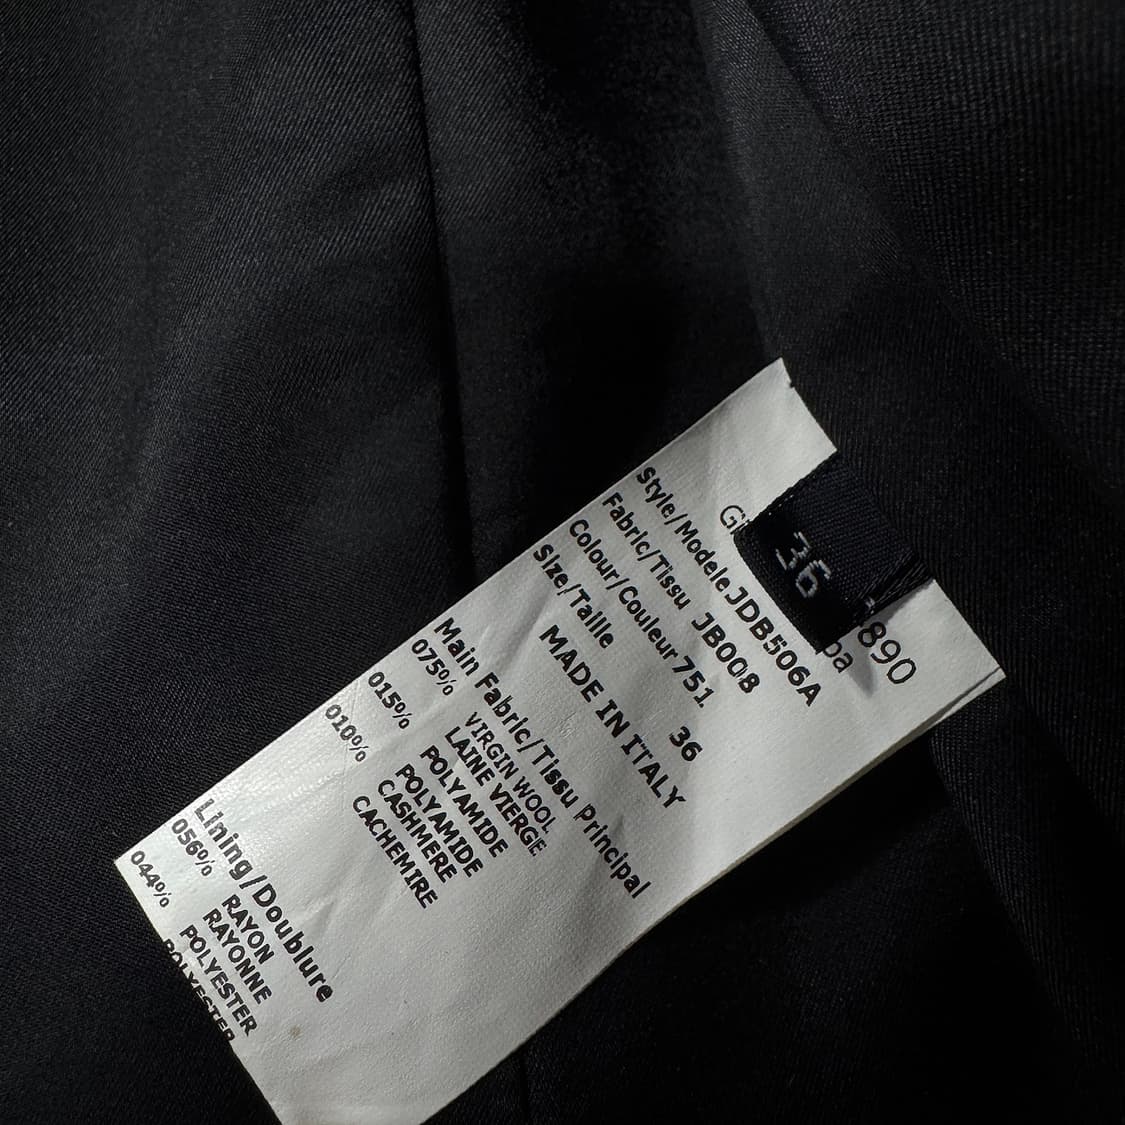 36
890
Style/Modele JDB506A
Fabric/Tissu JB008
Colour/Couleur 751
Size/Taille 36
MADE IN ITALY
Main Fabric/Tissu Principal
075% VIRGIN WOOL
LAINE VIERGE
015% POLYAMIDE
POLYAMIDE
010% CASHMERE
CACHEMIRE
Lining/Doublure
056% RAYON
RAYONNE
044% POLYESTER
POLYESTER